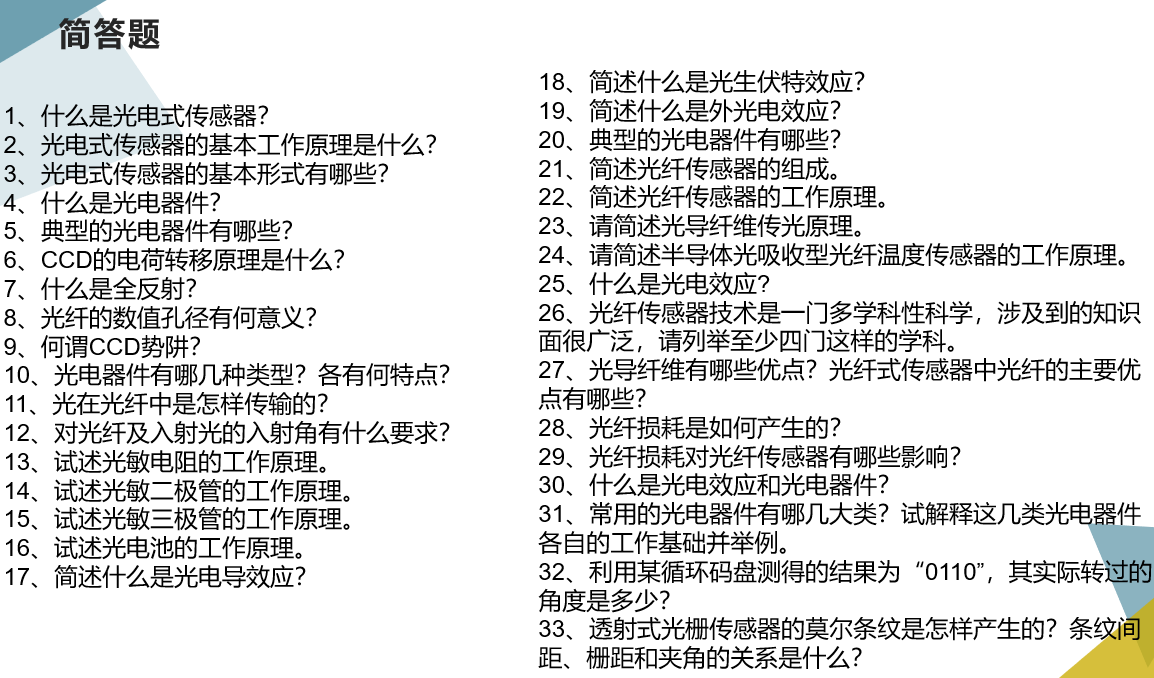 简答题
1、什么是光电式传感器？
2、光电式传感器的基本工作原理是什么？
3、光电式传感器的基本形式有哪些？
4、什么是光电器件？
5、典型的光电器件有哪些？
6、CCD的电荷转移原理是什么？
7、什么是全反射？
8、光纤的数值孔径有何意义？
9、何谓CCD势阱？
10、光电器件有哪几种类型？各有何特点？
11、光在光纤中是怎样传输的？
12、对光纤及入射光的入射角有什么要求？
13、试述光敏电阻的工作原理。
14、试述光敏二极管的工作原理。
15、试述光敏三极管的工作原理。
16、试述光电池的工作原理。
17、简述什么是光电导效应？
18、简述什么是光生伏特效应？
19、简述什么是外光电效应？
20、典型的光电器件有哪些？
21、简述光纤传感器的组成。
22、简述光纤传感器的工作原理。
23、请简述光导纤维传光原理。
24、请简述半导体光吸收型光纤温度传感器的工作原理。
25、什么是光电效应?
26、光纤传感器技术是一门多学科性科学，涉及到的知识
面很广泛，请列举至少四门这样的学科。
27、光导纤维有哪些优点？光纤式传感器中光纤的主要优
点有哪些？
28、光纤损耗是如何产生的？
29、光纤损耗对光纤传感器有哪些影响？
30、什么是光电效应和光电器件？
31、常用的光电器件有哪几大类？试解释这几类光电器件
各自的工作基础并举例。
32、利用某循环码盘测得的结果为“0110”，其实际转过的
角度是多少？
33、透射式光栅传感器的莫尔条纹是怎样产生的？条纹间
距、栅距和夹角的关系是什么？